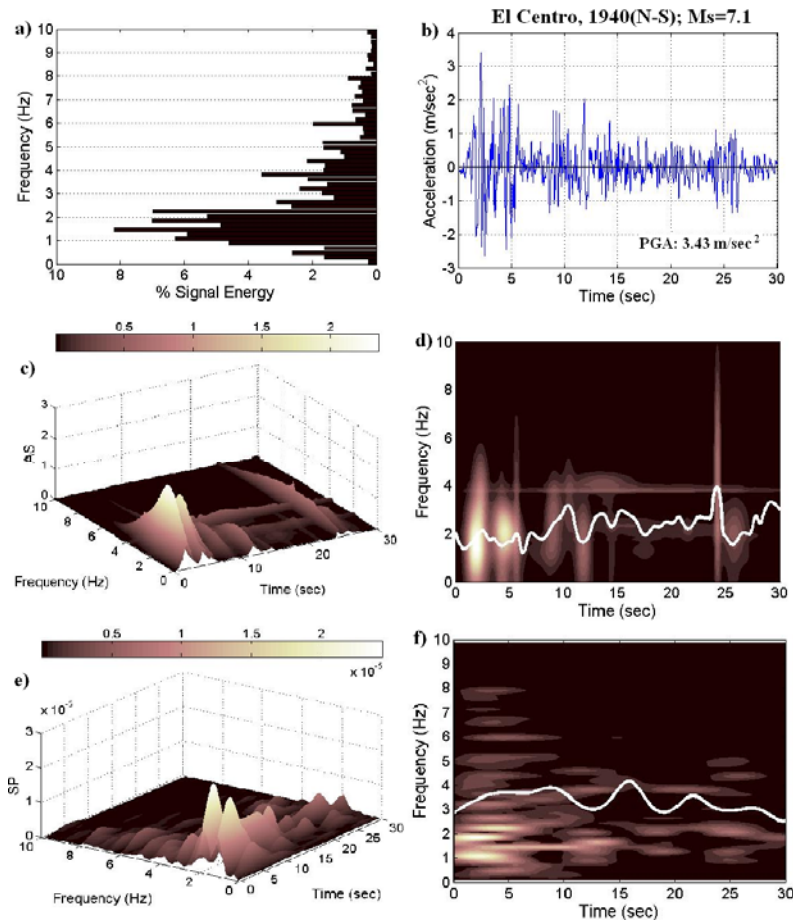 El Centro, 1940(N-S); Ms=7.1
a)
10
9
8
7
6
5
4
3
2
1
0
Frequency (Hz)
10 8 6 4 2 0
% Signal Energy
b)
4
3
2
1
0
-1
-2
-3
Acceleration (m/sec²)
PGA: 3.43 m/sec²
0 5 10 15 20 25 30
Time (sec)
0.5 1 1.5 2
c)
3
2
1
0
AS
10 8 6 4 2 0
Frequency (Hz)
0 10 20 30
Time (sec)
d)
10
8
6
4
2
0
Frequency (Hz)
0 5 10 15 20 25 30
Time (sec)
0.5 1 1.5 2
x 10⁻⁵
e)
x 10⁻⁵
3
2
1
0
SP
10 8 6 4 2 0
Frequency (Hz)
0 5 10 15 20 25 30
Time (sec)
f)
10
9
8
7
6
5
4
3
2
1
0
Frequency (Hz)
0 5 10 15 20 25 30
Time (sec)